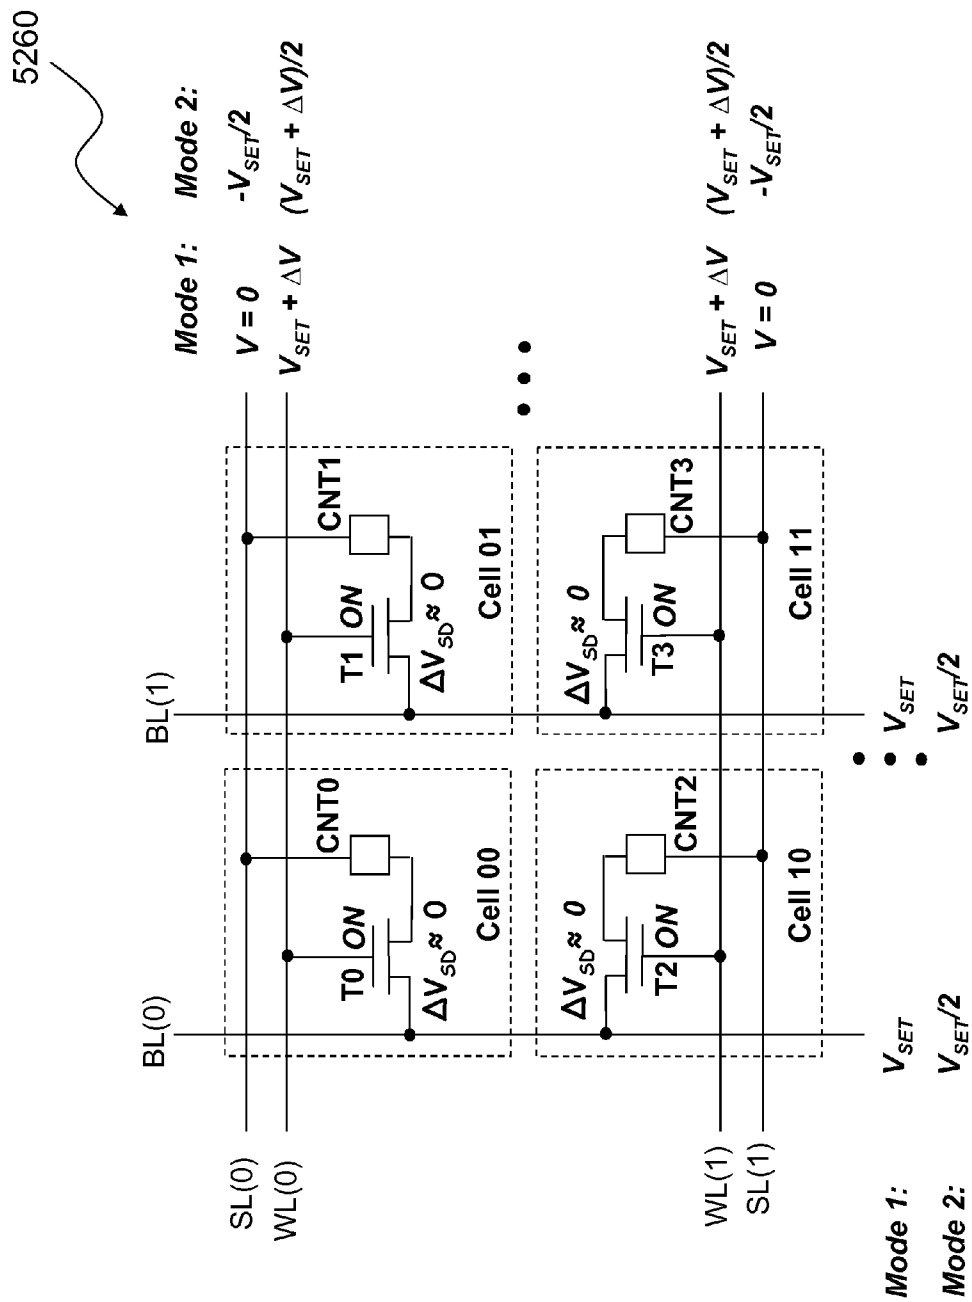 5260
Mode 1: Mode 2:
V = 0 -V_SET/2
V_SET + ΔV (V_SET + ΔV)/2
BL(0) BL(1)
SL(0)
WL(0)
CNT0 CNT1
T0 ON T1 ON
ΔV_SD ≈ 0 ΔV_SD ≈ 0
Cell 00 Cell 01
ΔV_SD ≈ 0 ΔV_SD ≈ 0
T2 ON T3 ON
CNT2 CNT3
Cell 10 Cell 11
WL(1) V_SET + ΔV (V_SET + ΔV)/2
SL(1) V = 0 -V_SET/2
Mode 1: V_SET V_SET
Mode 2: V_SET/2 V_SET/2